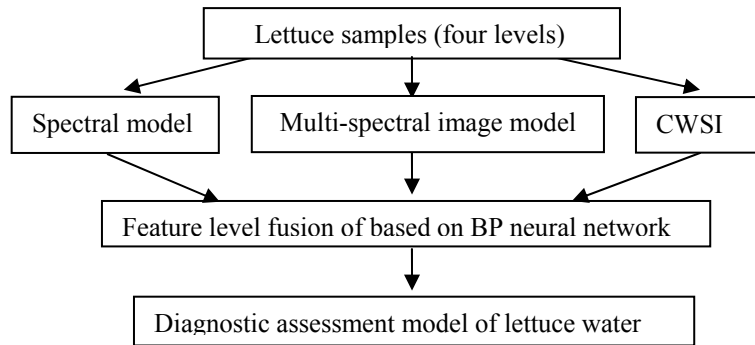 Lettuce samples (four levels)
Spectral model
Multi-spectral image model
CWSI
Feature level fusion of based on BP neural network
Diagnostic assessment model of lettuce water